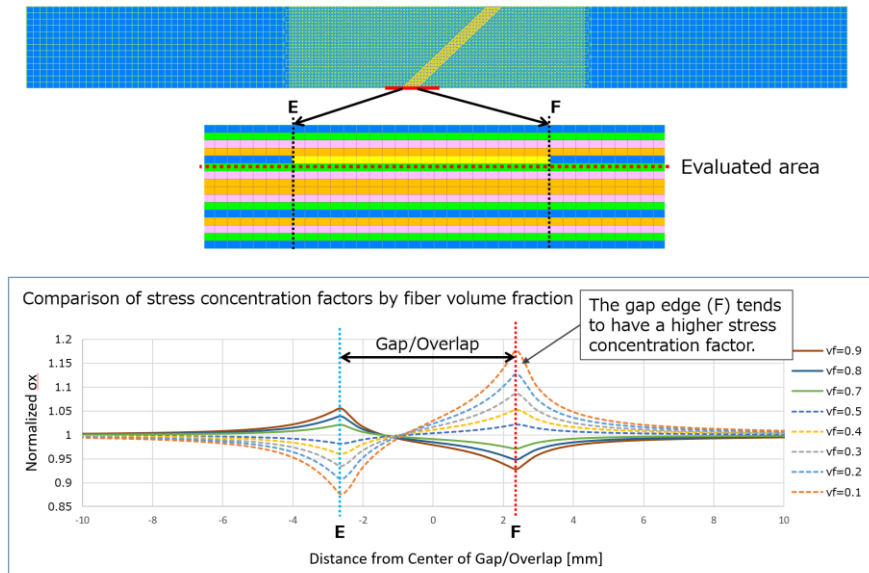 E
F
Evaluated area
Comparison of stress concentration factors by fiber volume fraction
The gap edge (F) tends
to have a higher stress
concentration factor.
Gap/Overlap
Normalized σx
1.2
1.15
1.1
1.05
1
0.95
0.9
0.85
-10
-8
-6
-4
-2
0
2
4
6
8
10
E
F
Distance from Center of Gap/Overlap [mm]
vf=0.9
vf=0.8
vf=0.7
vf=0.5
vf=0.4
vf=0.3
vf=0.2
vf=0.1